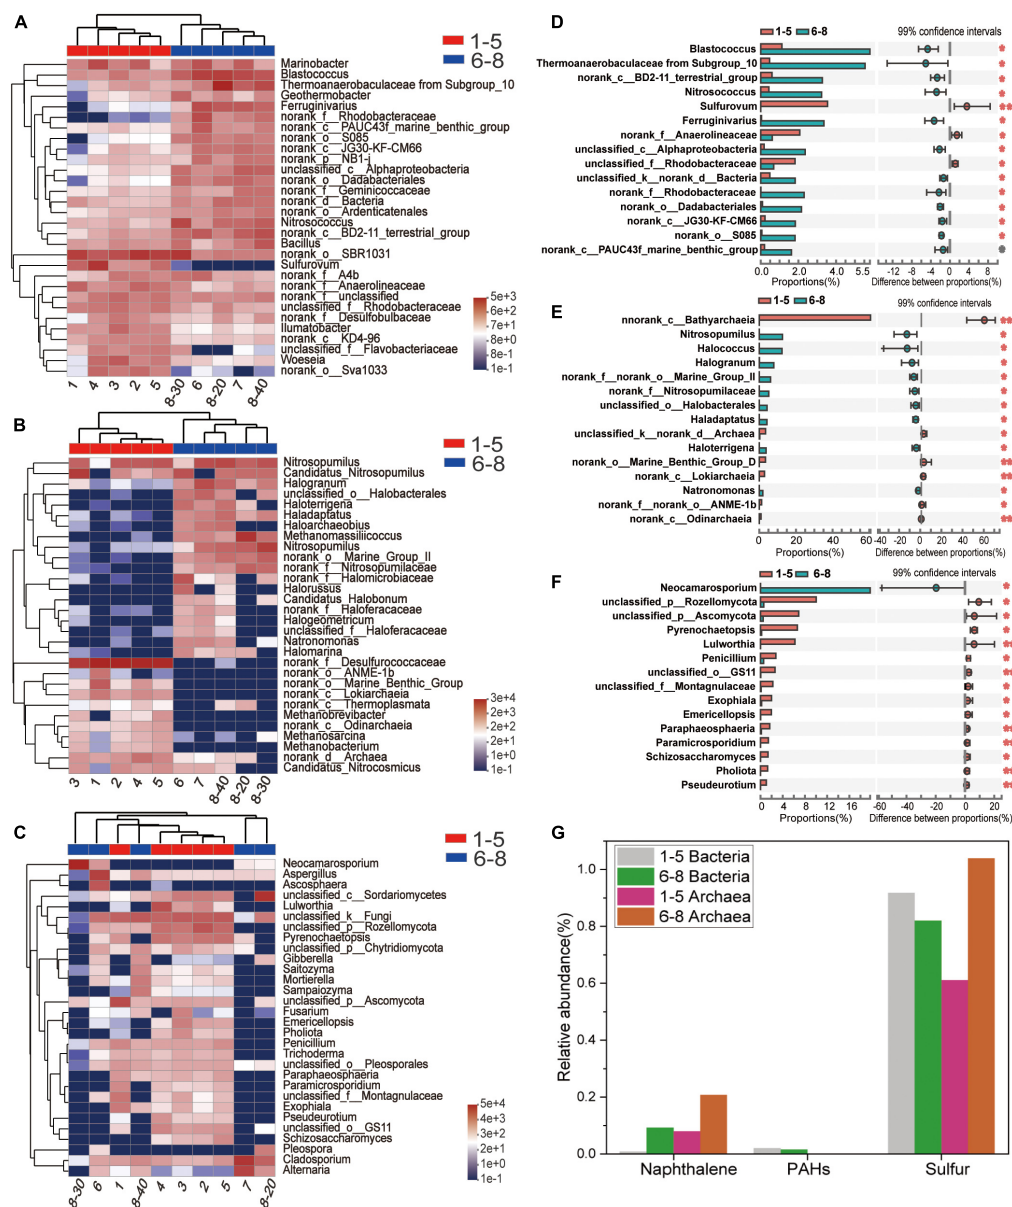 A
1-5
6-8
Marinobacter
Blastococcus
Thermoanaerobaculaceae from Subgroup_10
Geothermobacter
Ferruginivarius
norank_f__Rhodobacteraceae
norank_c__PAUC43f_marine_benthic_group
norank_o__S085
norank_c__JG30-KF-CM66
norank_p__NB1-j
unclassified_c__Alphaproteobacteria
norank_o__Dadabacteriales
norank_f__Geminicoccaceae
norank_d__Bacteria
norank_o__Ardenticatenales
Nitrosococcus
norank_c__BD2-11_terrestrial_group
Bacillus
norank_o__SBR1031
Sulfurovum
norank_f__A4b
norank_f__Anaerolineaceae
norank_f__unclassified
unclassified_f__Rhodobacteraceae
norank_f__Desulfobulbaceae
Ilumatobacter
norank_c__KD4-96
unclassified_f__Flavobacteriaceae
Woeseia
norank_o__Sva1033
5e+3
6e+2
7e+1
8e+0
8e-1
1e-1
1 4 3 2 5 8-30 6 8-20 7 8-40
B
1-5
6-8
Nitrosopumilus
Candidatus_Nitrosopumilus
Halogranum
unclassified_o__Halobacterales
Haloterrigena
Haladaptatus
Haloarchaeobius
Methanomassiliicoccus
Nitrosopumilus
norank_o__Marine_Group_II
norank_f__Nitrosopumilaceae
norank_f__Halomicrobiaceae
Halorussus
Candidatus_Halobonum
norank_f__Haloferacaceae
Halogeometricum
unclassified_f__Haloferacaceae
Natronomonas
Halomarina
norank_f__Desulfurococcaceae
norank_o__ANME-1b
norank_o__Marine_Benthic_Group
norank_c__Lokiarchaeia
norank_c__Thermoplasmata
Methanobrevibacter
norank_c__Odinarchaeia
Methanosarcina
Methanobacterium
norank_d__Archaea
Candidatus_Nitrocosmicus
3e+4
2e+3
2e+2
2e+1
1e+0
1e-1
3 1 2 4 5 6 7 8-40 8-20 8-30
C
1-5
6-8
Neocamarosporium
Aspergillus
Ascosphaera
unclassified_c__Sordariomycetes
Lulworthia
unclassified_k__Fungi
unclassified_p__Rozellomycota
Pyrenochaetopsis
unclassified_p__Chytridiomycota
Gibberella
Saitozyma
Mortierella
Sampaiozyma
unclassified_p__Ascomycota
Fusarium
Emericellopsis
Pholiota
Penicillium
Trichoderma
unclassified_o__Pleosporales
Paraphaeosphaeria
Paramicrosporidium
unclassified_f__Montagnulaceae
Exophiala
Pseudeurotium
unclassified_o__GS11
Schizosaccharomyces
Pleospora
Cladosporium
Alternaria
5e+4
4e+3
3e+2
2e+1
1e+0
1e-1
8-30 6 1 8-40 4 3 2 5 7 8-20
D
1-5 6-8 99% confidence intervals
Blastococcus
Thermoanaerobaculaceae from Subgroup_10
norank_c__BD2-11_terrestrial_group
Nitrosococcus
Sulfurovum
Ferruginivarius
norank_f__Anaerolineaceae
unclassified_c__Alphaproteobacteria
unclassified_f__Rhodobacteraceae
unclassified_k__norank_d__Bacteria
norank_f__Rhodobacteraceae
norank_o__Dadabacteriales
norank_c__JG30-KF-CM66
norank_o__S085
norank_c__PAUC43f_marine_benthic_group
0.0 2.0 4.0 5.5 -12 -8 -4 0 4 8
Proportions(%) Difference between proportions(%)
E
1-5 6-8 99% confidence intervals
nnorank_c__Bathyarchaeia
Nitrosopumilus
Halococcus
Halogranum
norank_f__norank_o__Marine_Group_II
norank_f__Nitrosopumilaceae
unclassified_o__Halobacterales
Haladaptatus
unclassified_k__norank_d__Archaea
Haloterrigena
norank_o__Marine_Benthic_Group_D
norank_c__Lokiarchaeia
Natronomonas
norank_f__norank_o__ANME-1b
norank_c__Odinarchaeia
0 20 40 60 -40 -20 0 20 40 60
Proportions(%) Difference between proportions(%)
F
1-5 6-8 99% confidence intervals
Neocamarosporium
unclassified_p__Rozellomycota
unclassified_p__Ascomycota
Pyrenochaetopsis
Lulworthia
Penicillium
unclassified_o__GS11
unclassified_f__Montagnulaceae
Exophiala
Emericellopsis
Paraphaeosphaeria
Paramicrosporidium
Schizosaccharomyces
Pholiota
Pseudeurotium
0 4 8 12 16 20 -60 -40 -20 0 20
Proportions(%) Difference between proportions(%)
G
1-5 Bacteria
6-8 Bacteria
1-5 Archaea
6-8 Archaea
Relative abundance(%)
1.0
0.8
0.6
0.4
0.2
0.0
Naphthalene PAHs Sulfur